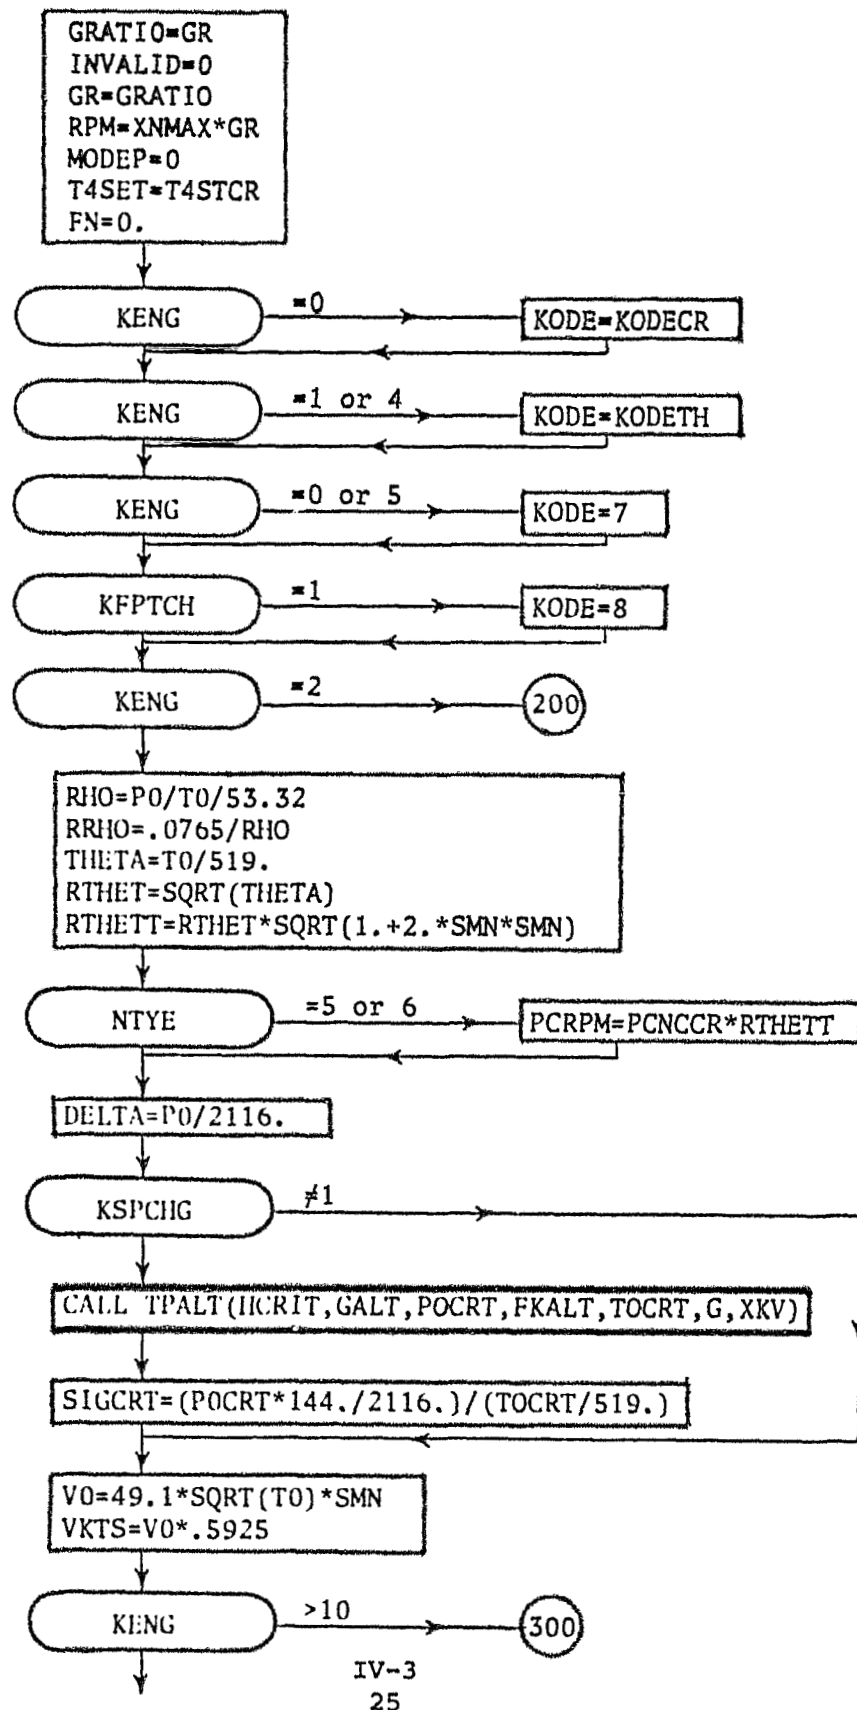 GRATIO=GR
INVALID=0
GR=GRATIO
RPM=XNMAX*GR
MODEP=0
T4SET=T4STCR
FN=0.
KENG =0 KODE=KODECR
KENG =1 or 4 KODE=KODETH
KENG =0 or 5 KODE=7
KFPTCH =1 KODE=8
KENG =2 200
RHO=P0/T0/53.32
RRHO=.0765/RHO
THETA=T0/519.
RTHET=SQRT(THETA)
RTHETT=RTHET*SQRT(1.+2.*SMN*SMN)
NTYE =5 or 6 PCRPM=PCNCCR*RTHETT
DELTA=P0/2116.
KSPCHG ≠1
CALL TPALT(HCRIT,GALT,POCRT,FKALT,TOCRT,G,XKV)
SIGCRT=(POCRT*144./2116.)/(TOCRT/519.)
V0=49.1*SQRT(T0)*SMN
VKTS=V0*.5925
KENG >10 300
IV-3
25